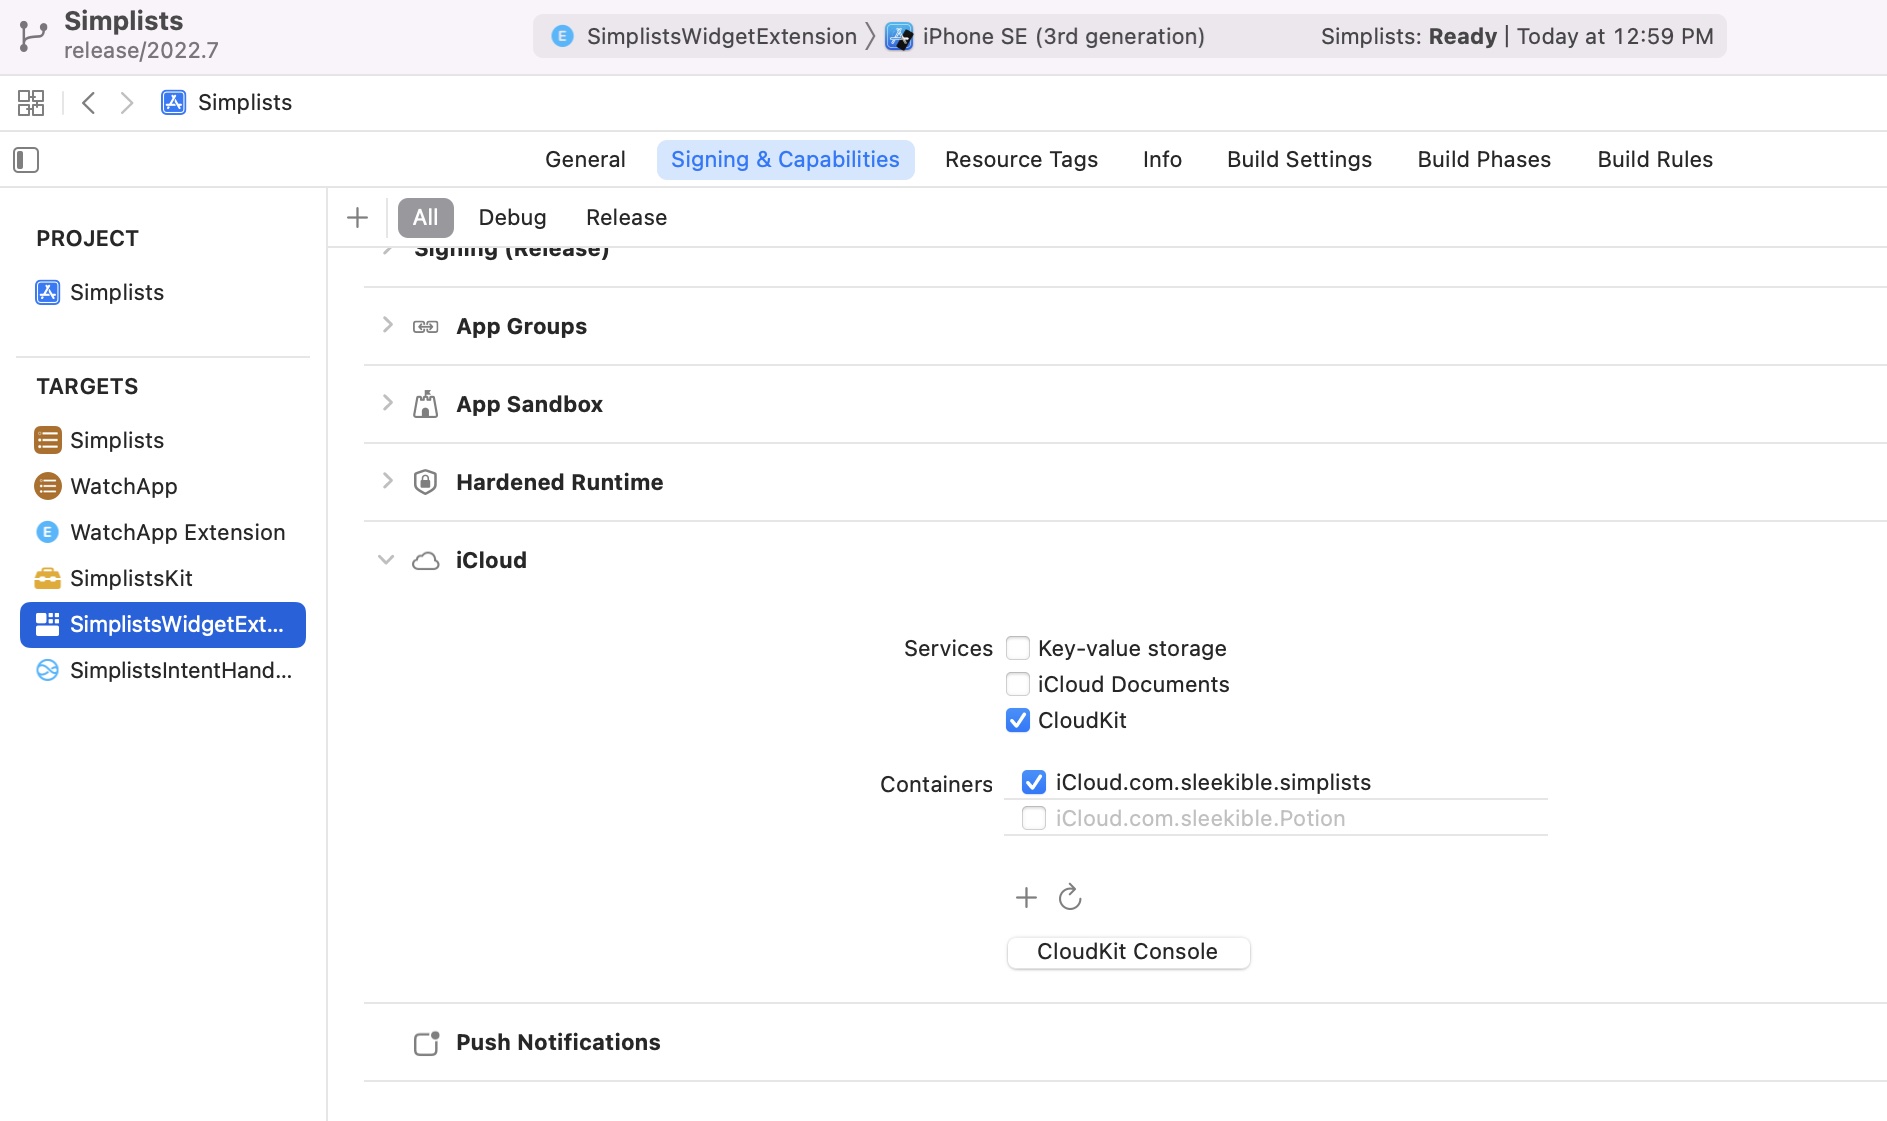 Simplists
release/2022.7
E SimplistsWidgetExtension iPhone SE (3rd generation) Simplists: Ready | Today at 12:59 PM
Simplists
General Signing & Capabilities Resource Tags Info Build Settings Build Phases Build Rules
All Debug Release
Signing (Release)
PROJECT
Simplists
TARGETS
Simplists
WatchApp
E WatchApp Extension
SimplistsKit
SimplistsWidgetExt...
SimplistsIntentHand...
App Groups
App Sandbox
Hardened Runtime
iCloud
Services Key-value storage
iCloud Documents
CloudKit
Containers iCloud.com.sleekible.simplists
iCloud.com.sleekible.Potion
CloudKit Console
Push Notifications